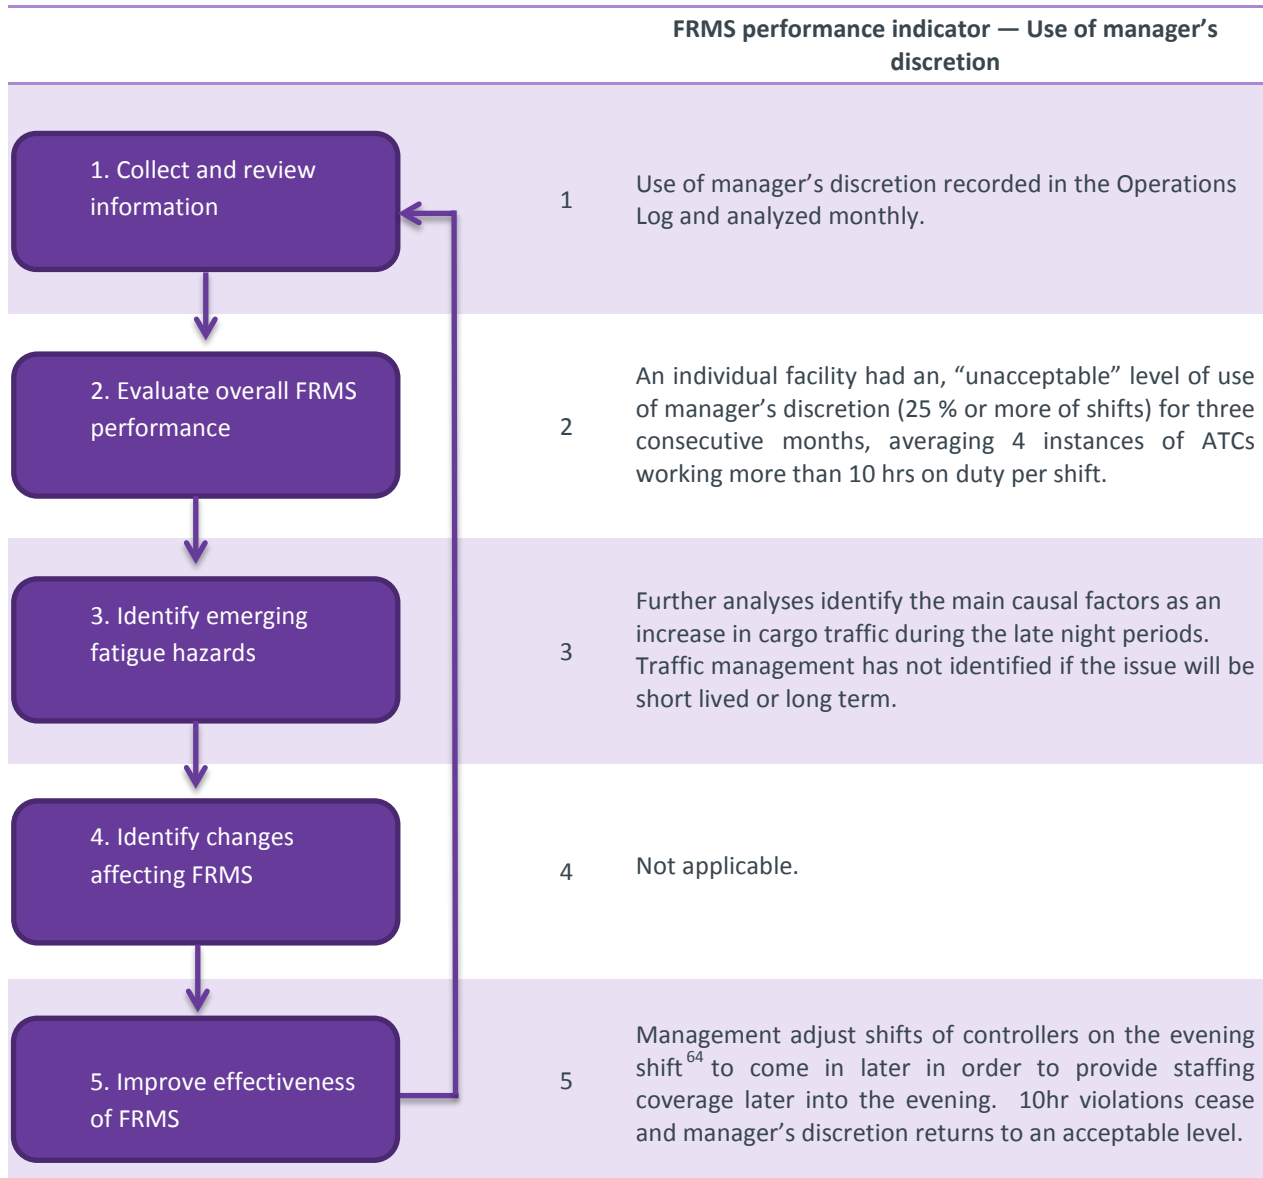 FRMS performance indicator — Use of manager’s
discretion
1. Collect and review
information
1
Use of manager’s discretion recorded in the Operations
Log and analyzed monthly.
2. Evaluate overall FRMS
performance
2
An individual facility had an, “unacceptable” level of use
of manager’s discretion (25 % or more of shifts) for three
consecutive months, averaging 4 instances of ATCs
working more than 10 hrs on duty per shift.
3. Identify emerging
fatigue hazards
3
Further analyses identify the main causal factors as an
increase in cargo traffic during the late night periods.
Traffic management has not identified if the issue will be
short lived or long term.
4. Identify changes
affecting FRMS
4
Not applicable.
5. Improve effectiveness
of FRMS
5
Management adjust shifts of controllers on the evening
shift 64 to come in later in order to provide staffing
coverage later into the evening. 10hr violations cease
and manager’s discretion returns to an acceptable level.